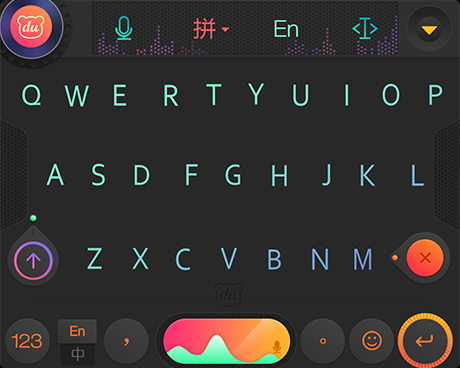 du 拼 En
Q W E R T Y U I O P
A S D F G H J K L
Z X C V B N M
du
123 En 中 , 。